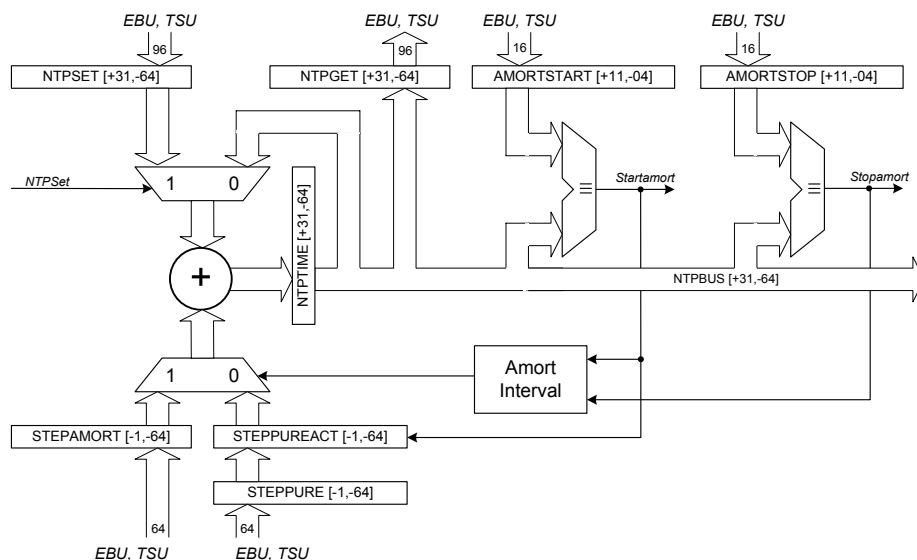 EBU, TSU EBU, TSU EBU, TSU EBU, TSU
96 96 16 16
NTPSET [+31,-64] NTPGET [+31,-64] AMORTSTART [+11,-04] AMORTSTOP [+11,-04]
NTPSet 1 0 III Startamort III Stopamort
NTPTIME [+31,-64]
+
NTPBUS [+31,-64]
1 0 Amort
Interval
STEPAMORT [-1,-64] STEPPUREACT [-1,-64]
STEPPURE [-1,-64]
64 64
EBU, TSU EBU, TSU